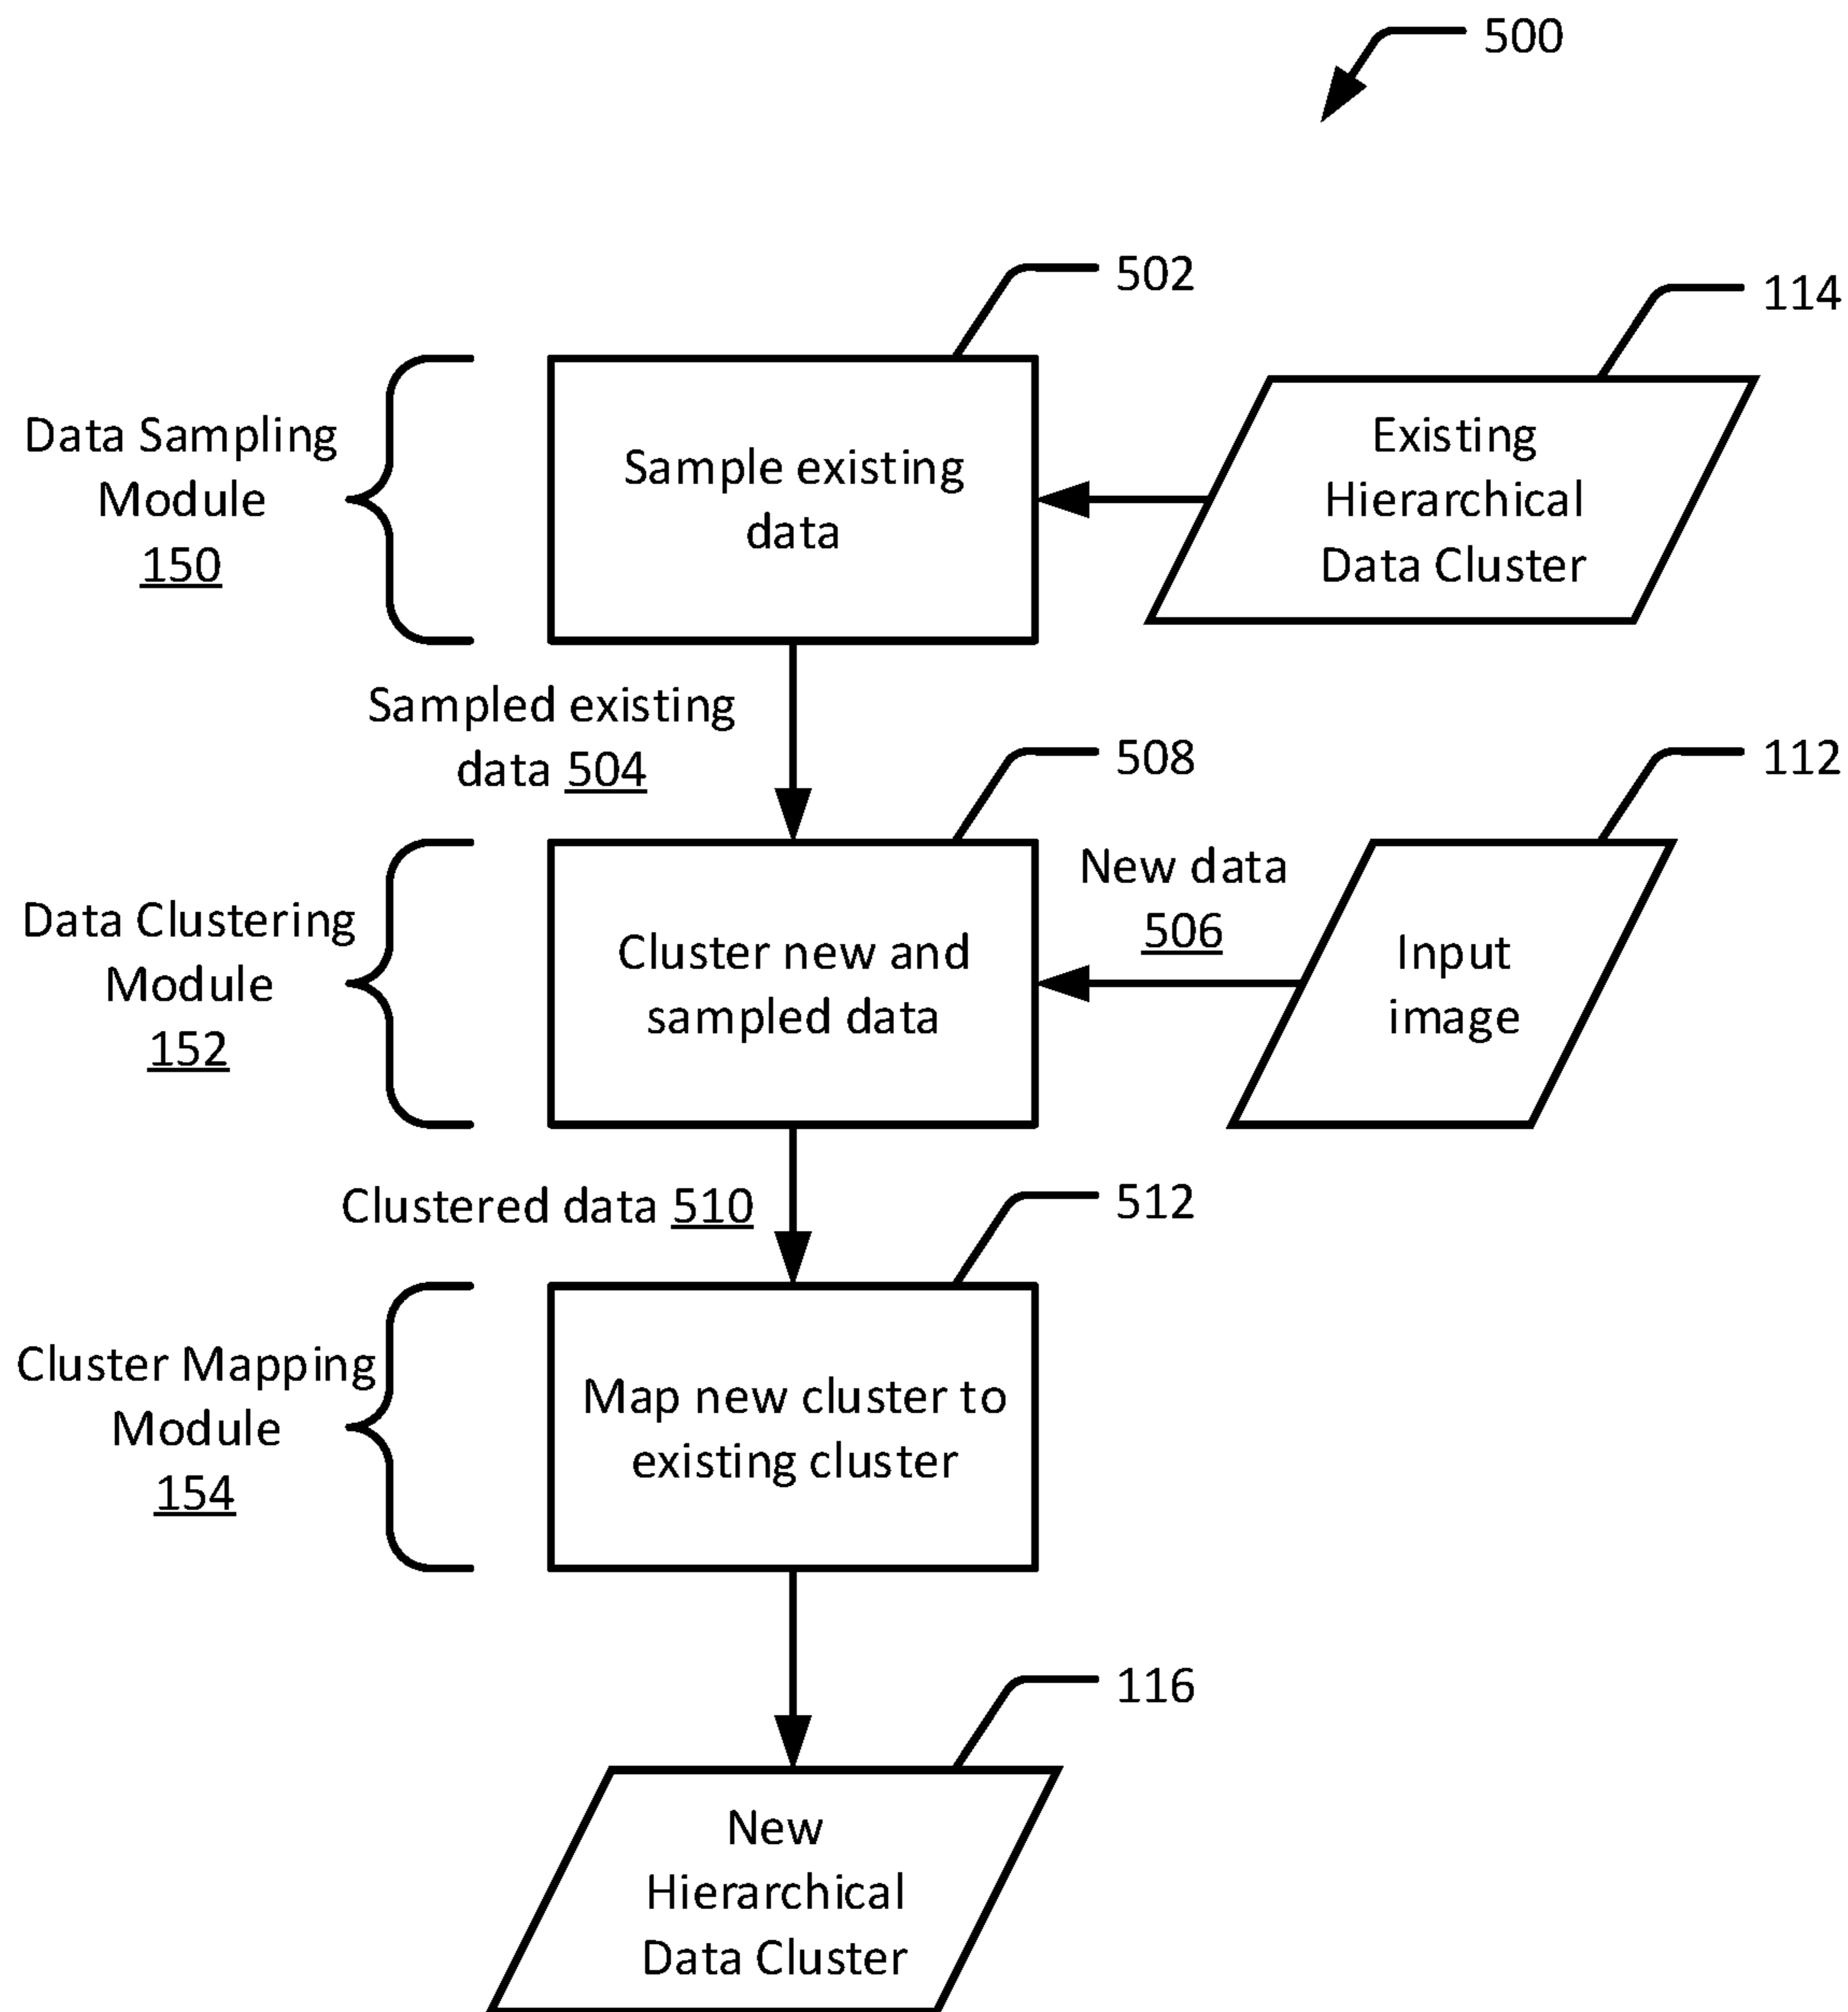 500
502
114
Data Sampling
Module
150
Sample existing
data
Existing
Hierarchical
Data Cluster
Sampled existing
data 504
508
112
Data Clustering
Module
152
Cluster new and
sampled data
New data
506
Input
image
Clustered data 510
512
Cluster Mapping
Module
154
Map new cluster to
existing cluster
116
New
Hierarchical
Data Cluster